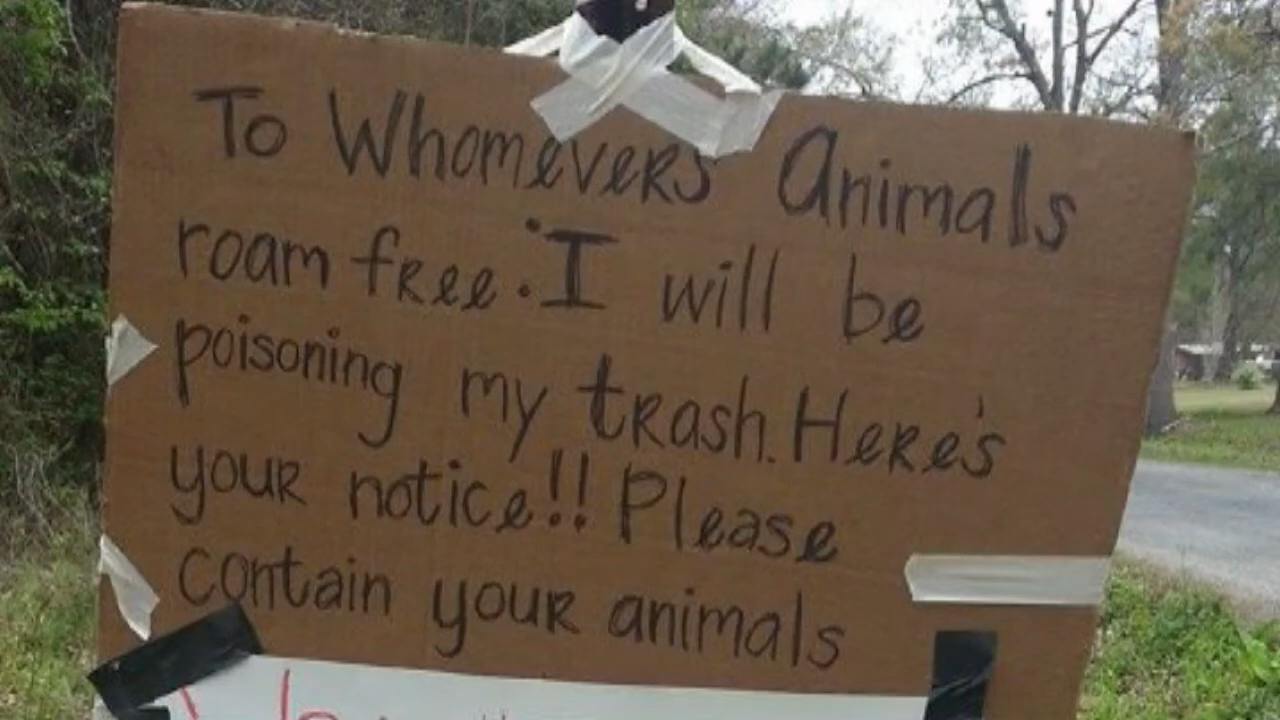 To Whomevers Animals
roam free. I will be
poisoning my trash. Here's
your notice!! Please
contain your animals